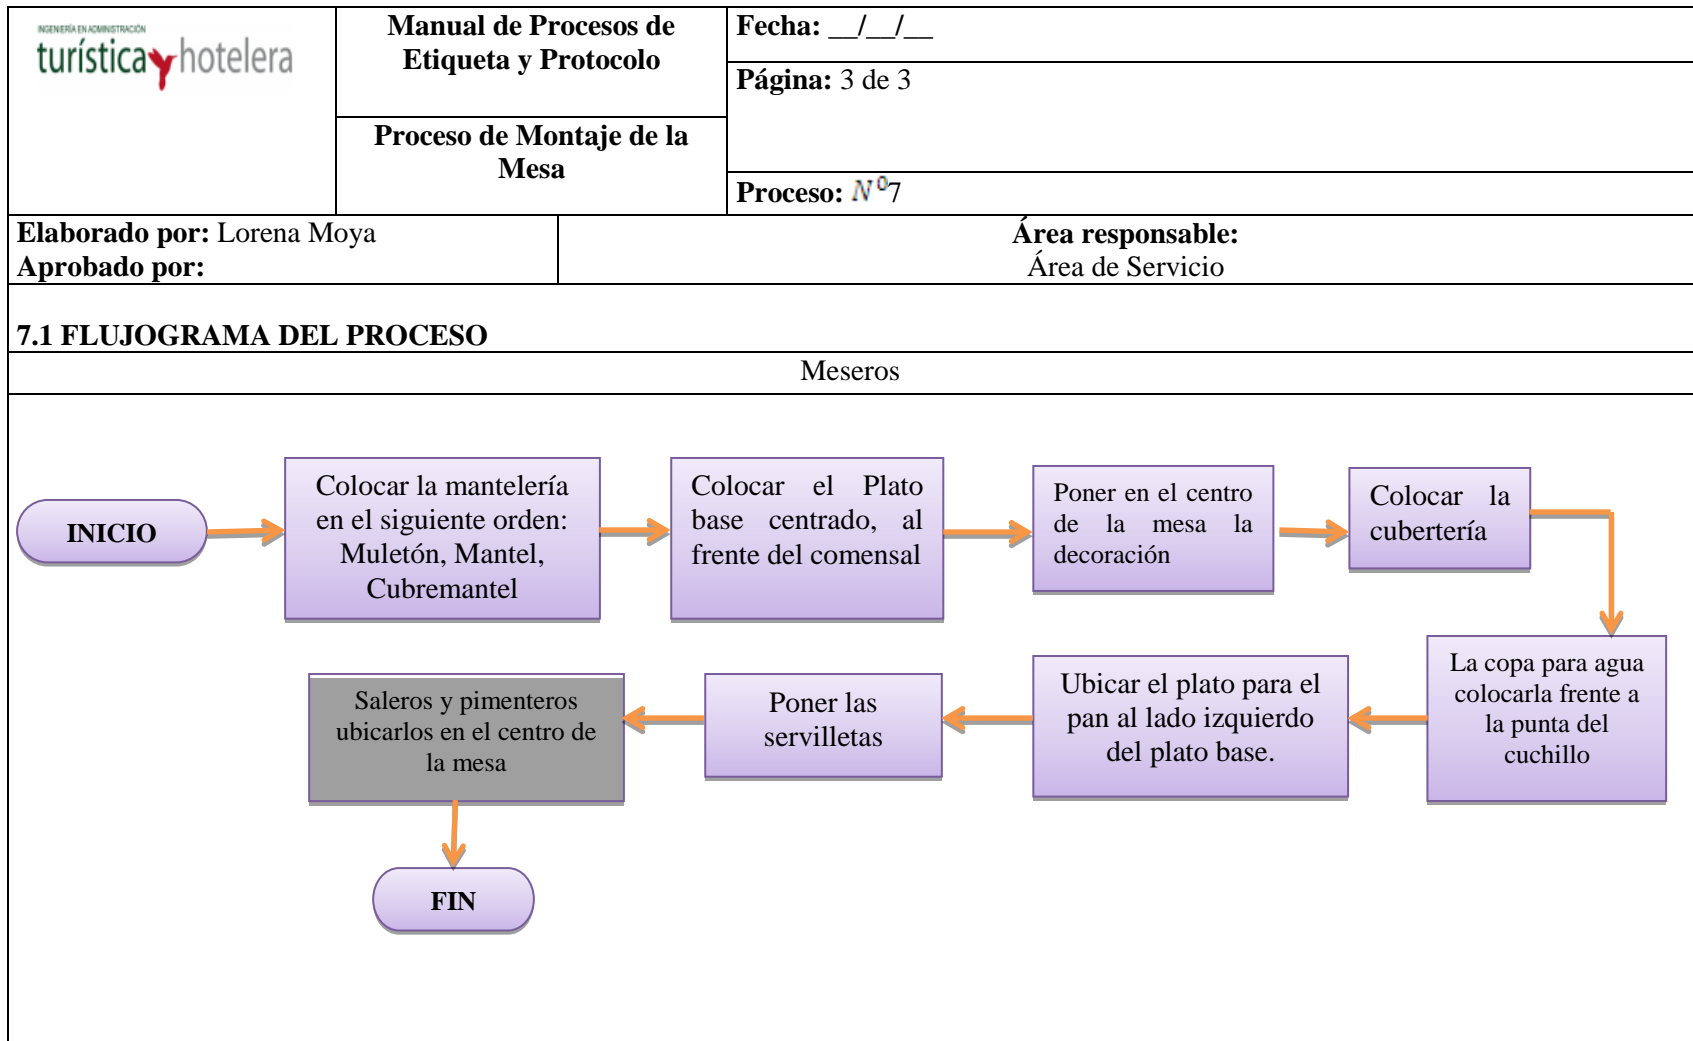 INGENIERÍA EN ADMINISTRACIÓN
turística y hotelera
Manual de Procesos de
Etiqueta y Protocolo
Proceso de Montaje de la
Mesa
Fecha: __/__/__
Página: 3 de 3
Proceso: N⁰7
Elaborado por: Lorena Moya
Aprobado por:
Área responsable:
Área de Servicio
7.1 FLUJOGRAMA DEL PROCESO
Meseros
INICIO
Colocar la mantelería
en el siguiente orden:
Muletón, Mantel,
Cubremantel
Colocar el Plato
base centrado, al
frente del comensal
Poner en el centro
de la mesa la
decoración
Colocar la
cubertería
La copa para agua
colocarla frente a
la punta del
cuchillo
Ubicar el plato para el
pan al lado izquierdo
del plato base.
Poner las
servilletas
Saleros y pimenteros
ubicarlos en el centro de
la mesa
FIN